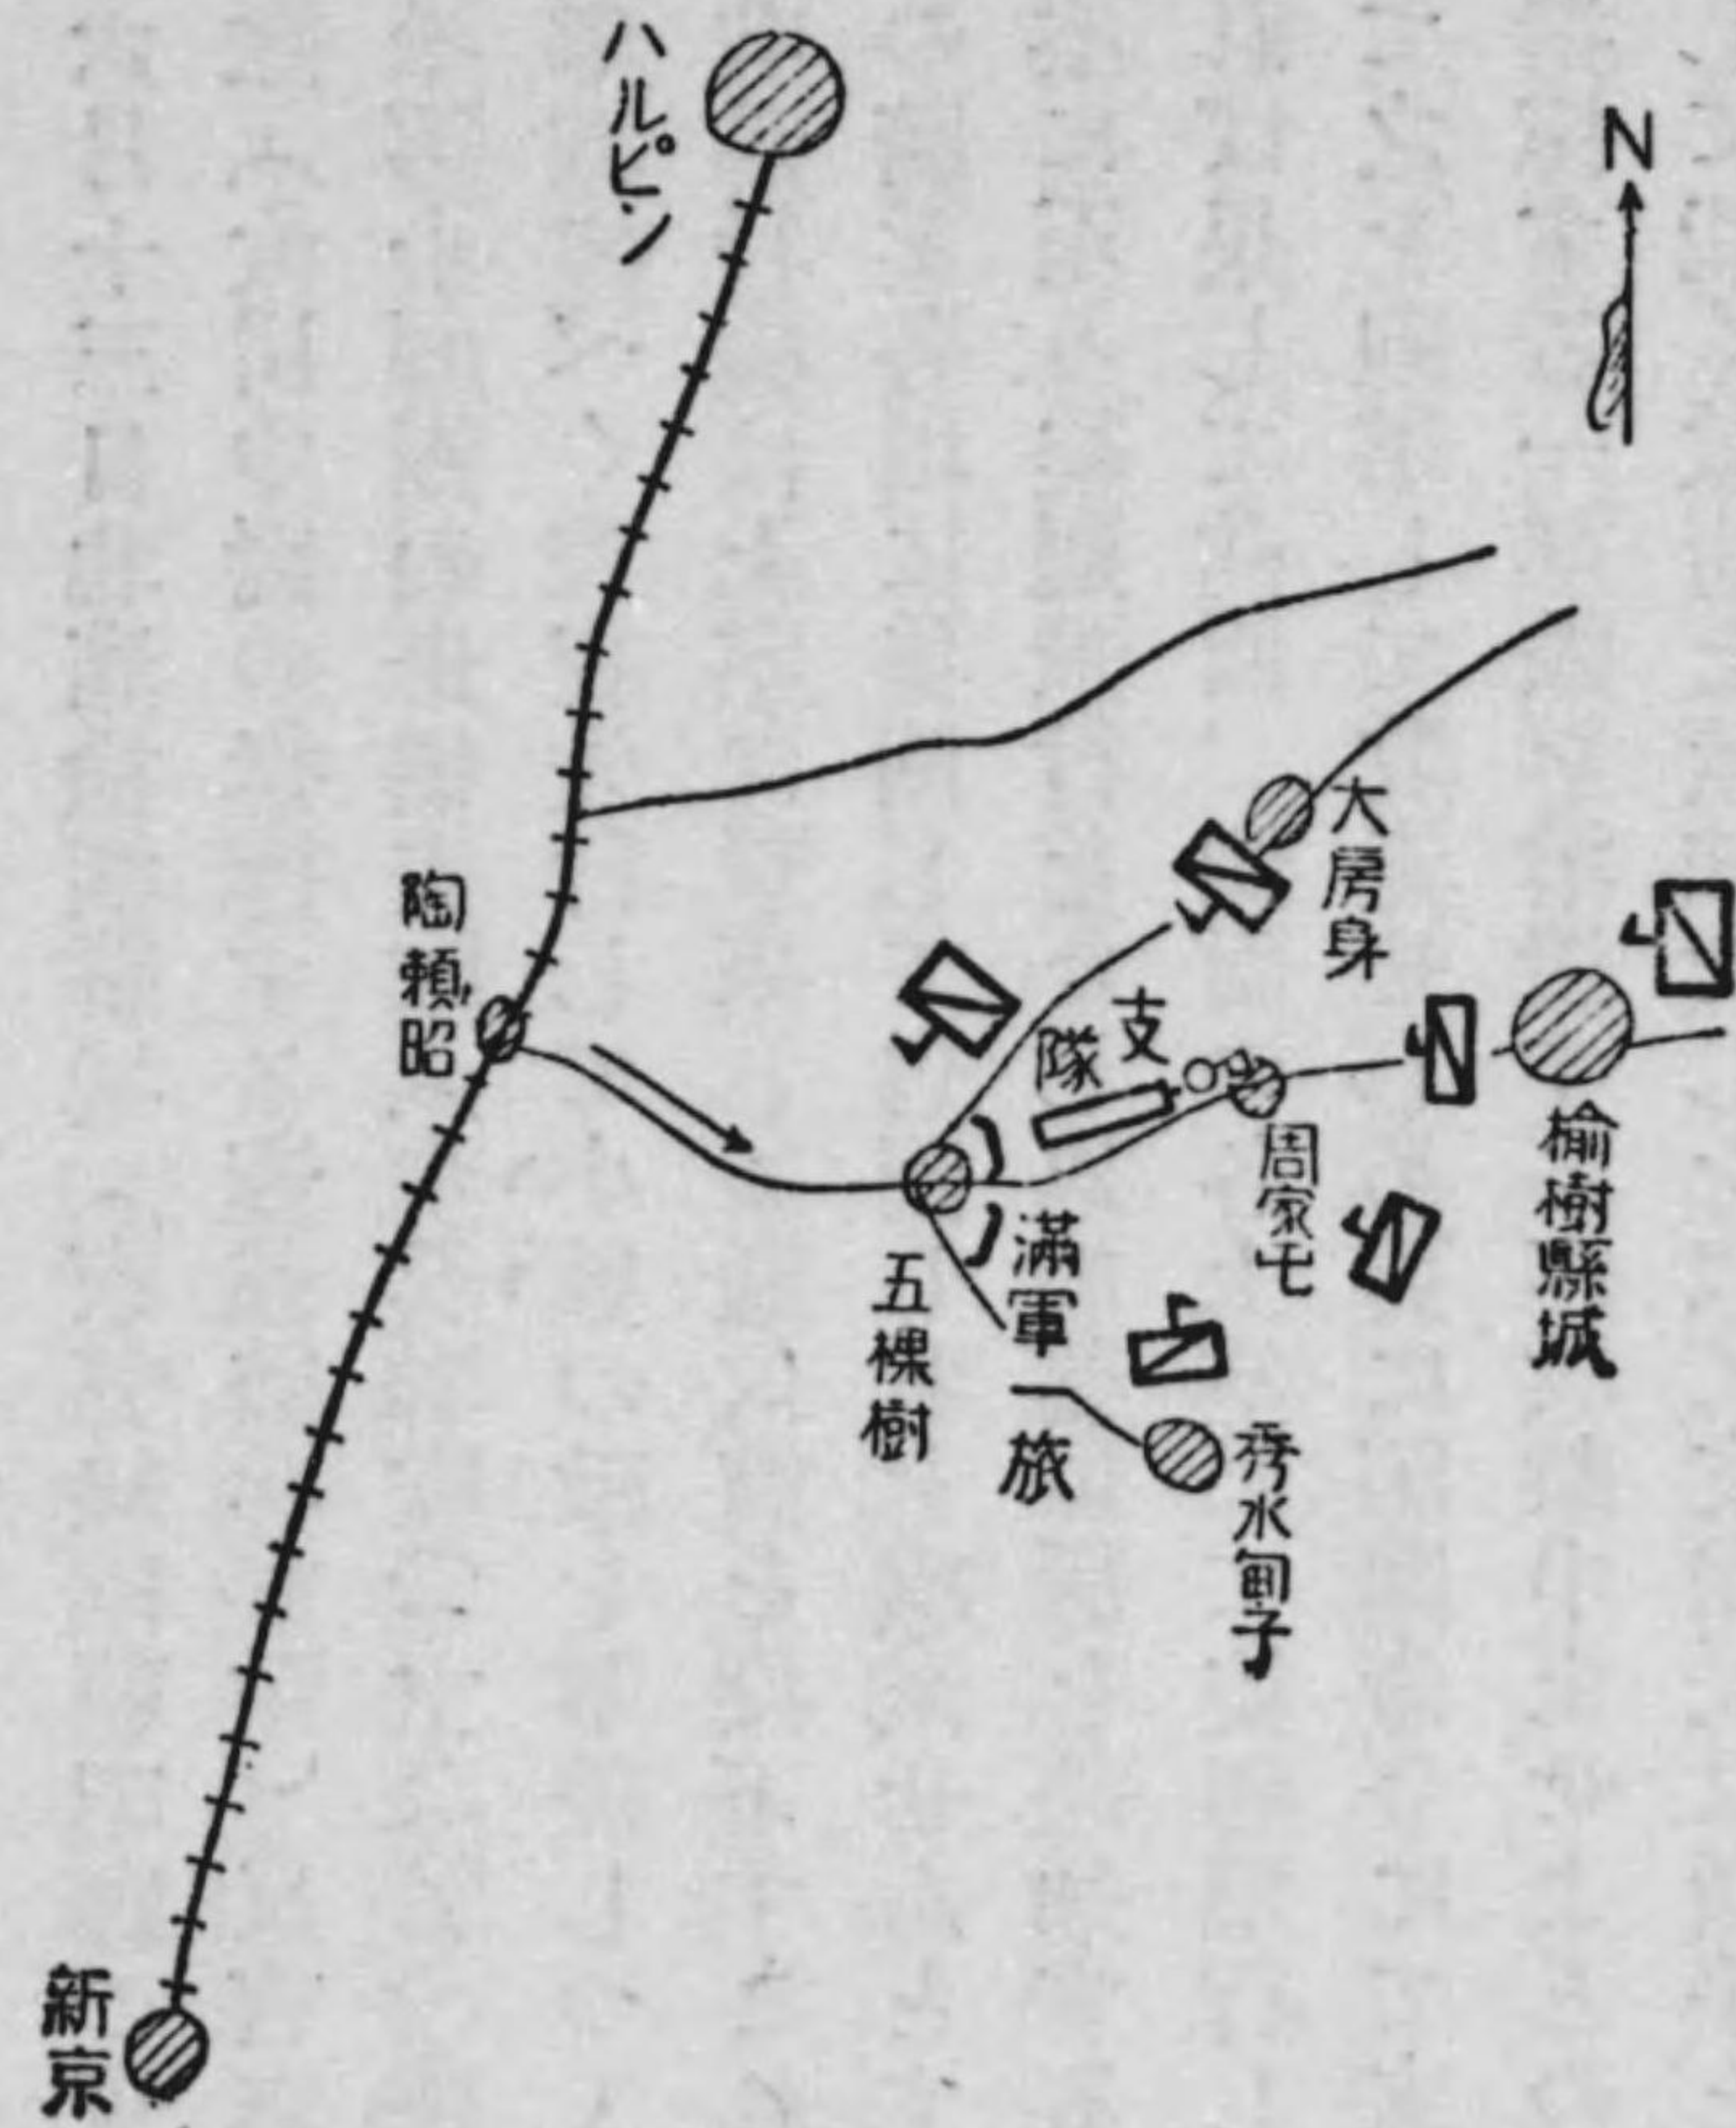 ハルピン
N
大房身
陶頼昭
支隊
楡樹縣城
周家屯
滿軍旅
五棵樹
秀水甸子
新京